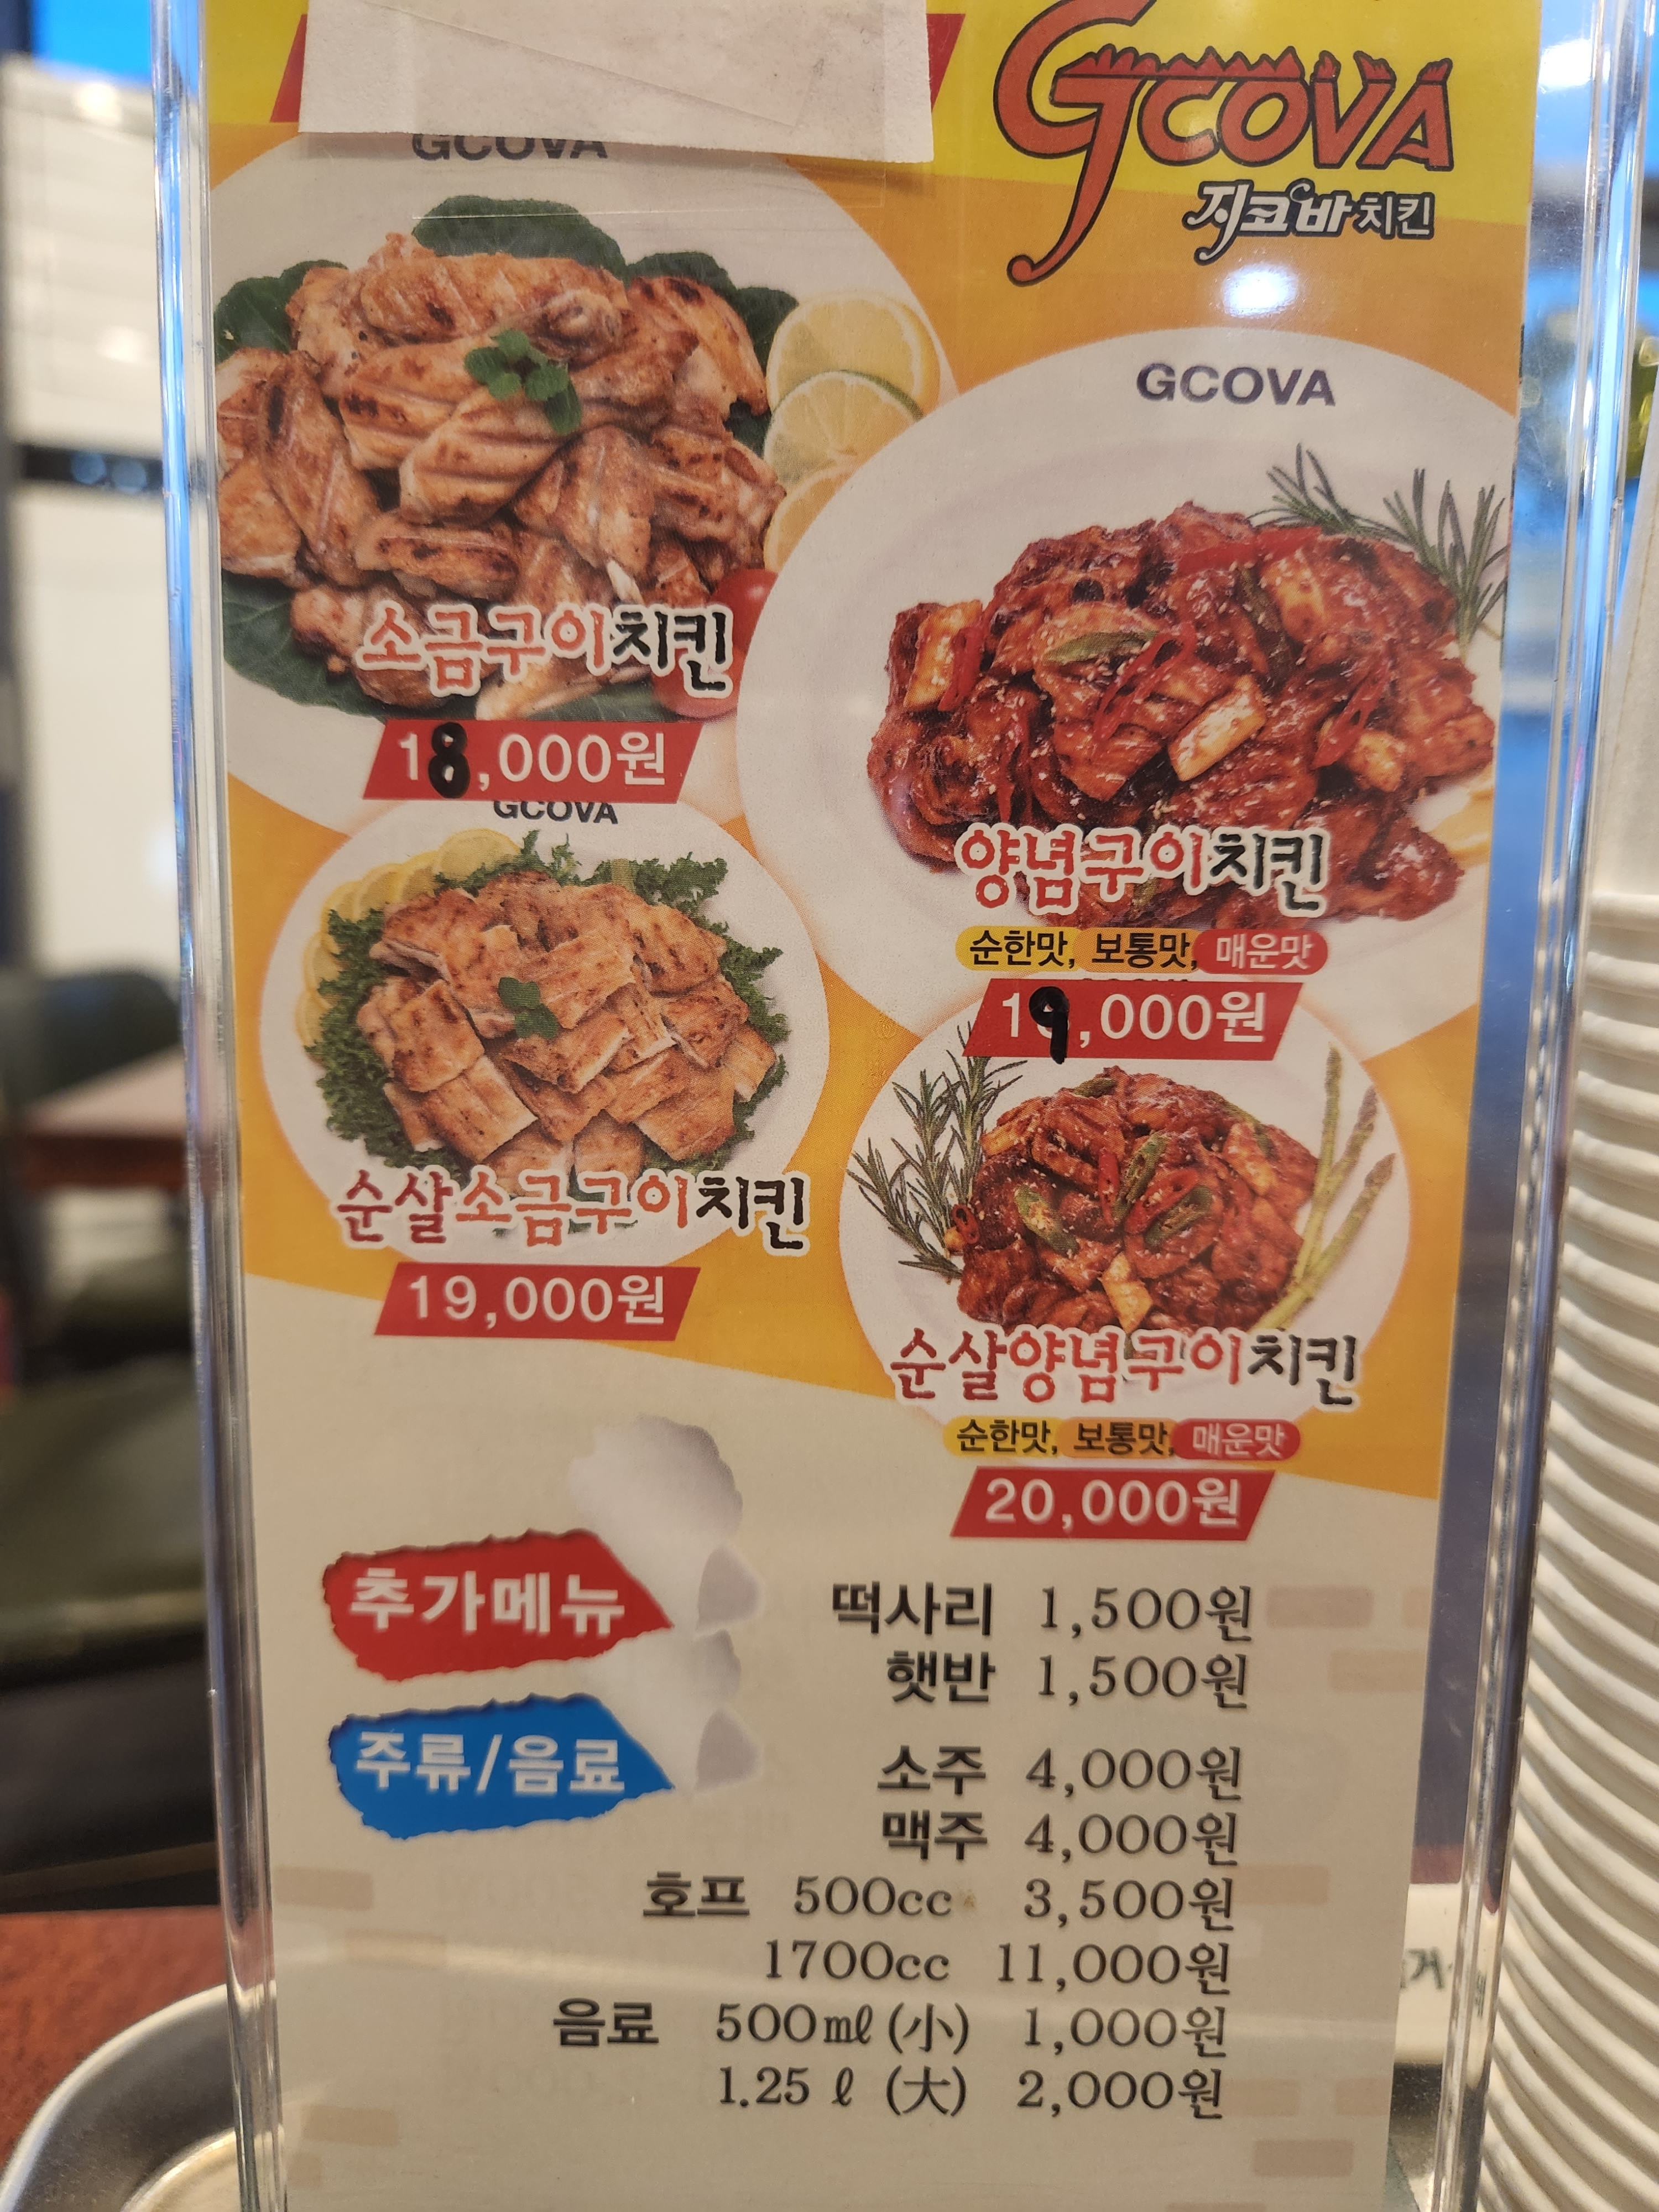 GCOVA
지코바치킨
GCOVA
GCOVA
소금구이치킨
18,000원
양념구이치킨
순한맛, 보통맛, 매운맛
19,000원
GCOVA
순살소금구이치킨
19,000원
순살양념구이치킨
순한맛, 보통맛, 매운맛
20,000원
추가메뉴
떡사리 1,500원
햇반 1,500원
주류/음료
소주 4,000원
맥주 4,000원
호프 500cc 3,500원
1700cc 11,000원
음료 500㎖ (小) 1,000원
1.25 ℓ (大) 2,000원